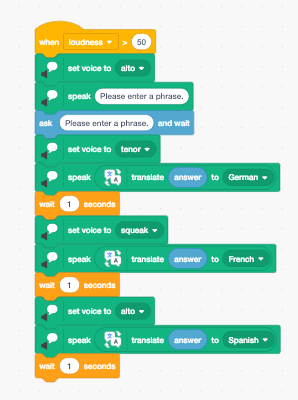 when loudness > 50
set voice to alto
speak Please enter a phrase.
ask Please enter a phrase. and wait
set voice to tnor
speak translate answer to German
wait 1 seconds
set voice to squeak
speak translate answer to French
wait 1 seconds
set voice to alto
speak translate answer to Spanish
wait 1 seconds